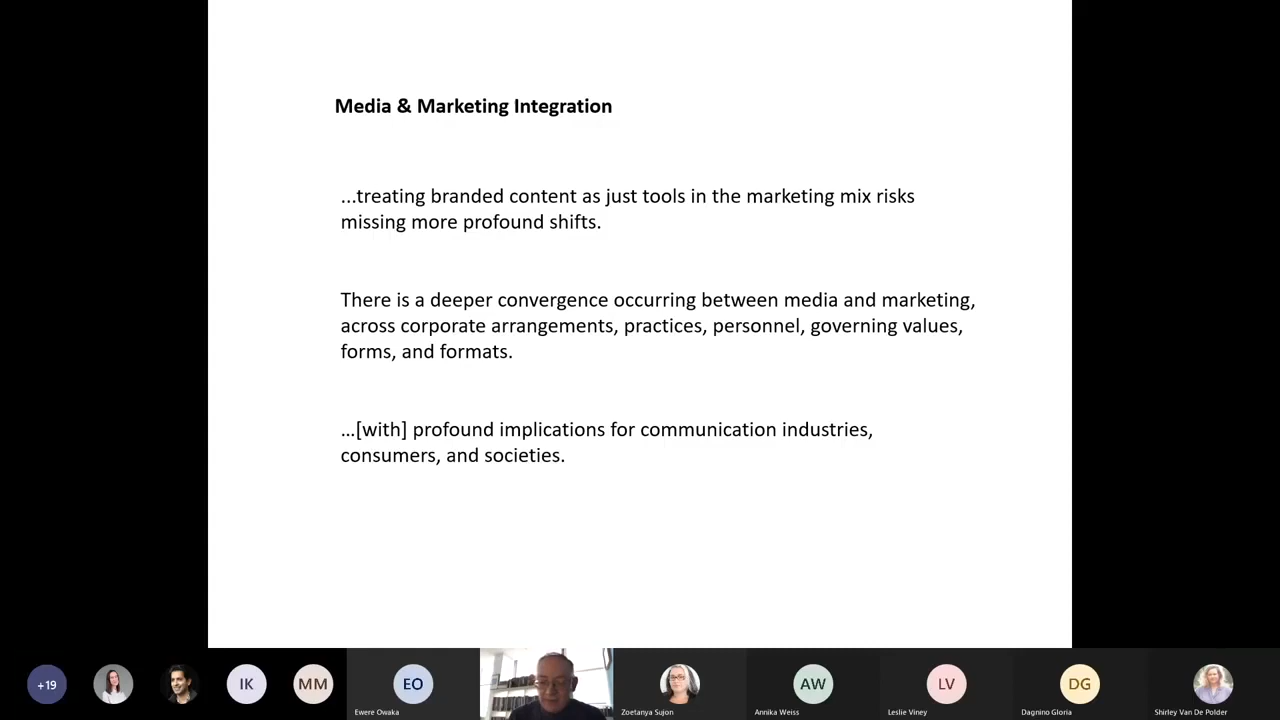 Media & Marketing Integration
...treating branded content as just tools in the marketing mix risks
missing more profound shifts.
There is a deeper convergence occurring between media and marketing,
across corporate arrangements, practices, personnel, governing values,
forms, and formats.
...[with] profound implications for communication industries,
consumers, and societies.
+19
IK
MM
EO
AW
LV
DG
Ewere Owaka
Zoetanya Sujon
Annika Weiss
Leslie Viney
Dagnino Gloria
Shirley Van De Polder